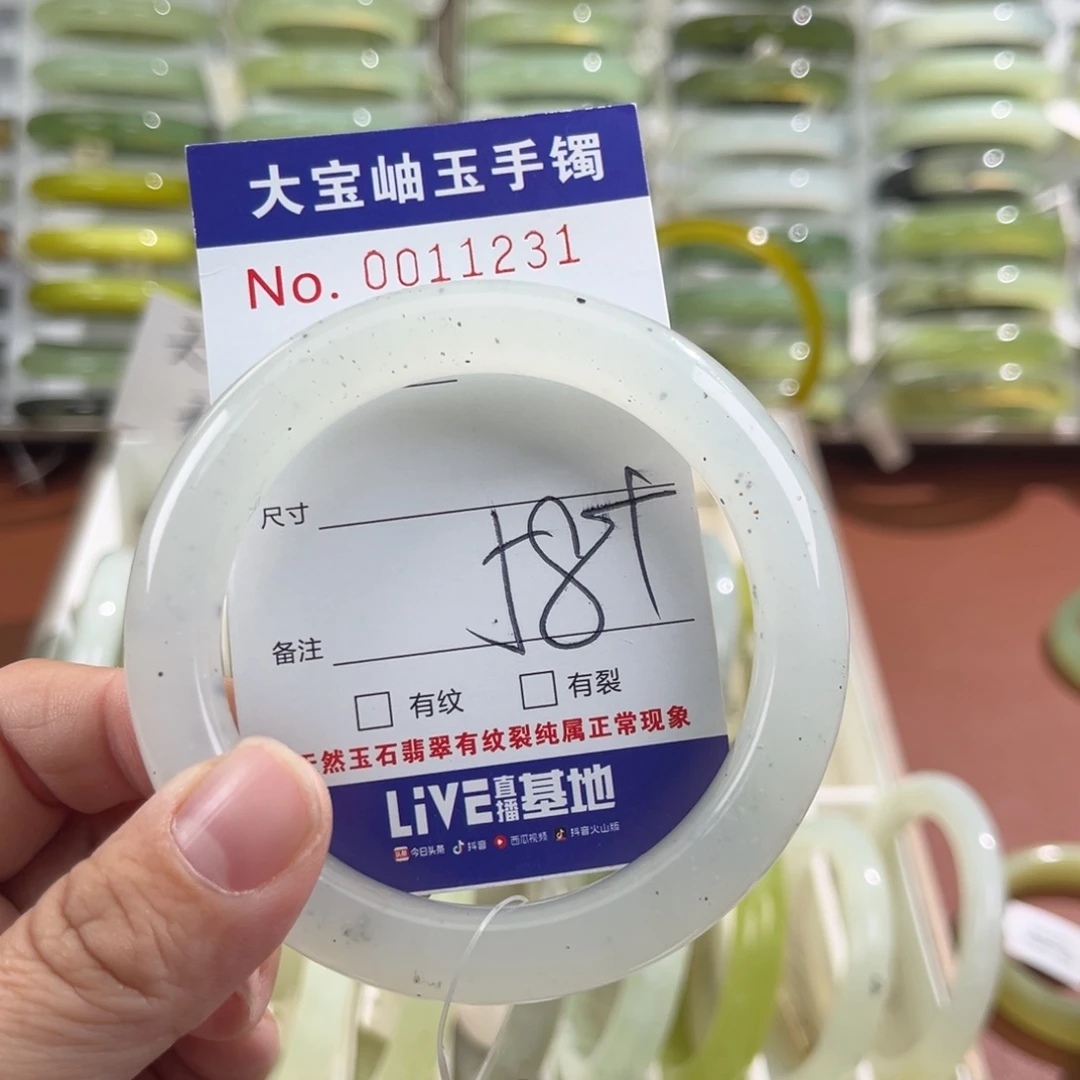 大宝岫玉手镯
No. 0011231
尺寸
备注
有纹 有裂
天然玉石翡翠有纹裂纯属正常现象
LiVE直播基地
今日头条 抖音 西瓜视频 抖音火山版